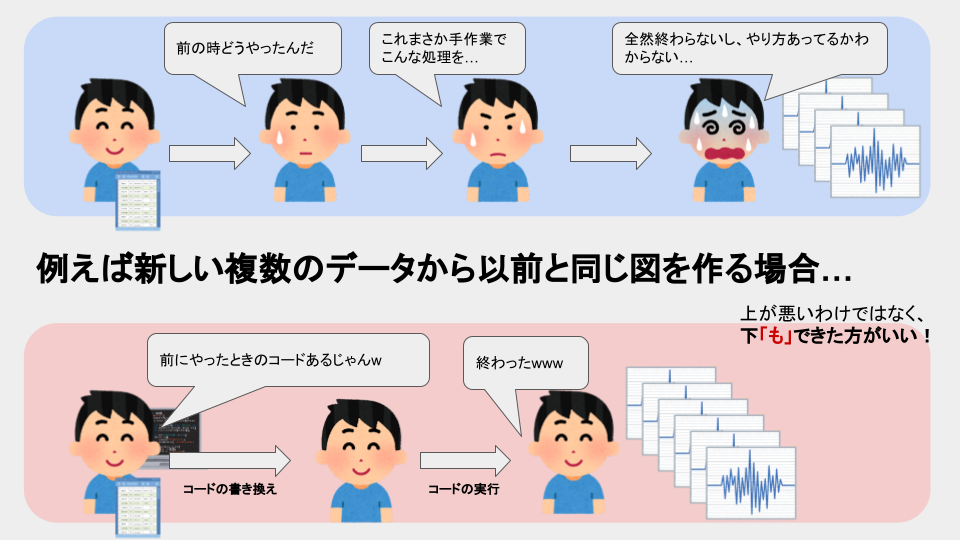 前の時どうやったんだ
これまさか手作業で
こんな処理を…
全然終わらないし、やり方あってるかわ
からない…
例えば新しい複数のデータから以前と同じ図を作る場合…
上が悪いわけではなく、
下「も」できた方がいい！
前にやったときのコードあるじゃんw
終わったwww
コードの書き換え
コードの実行